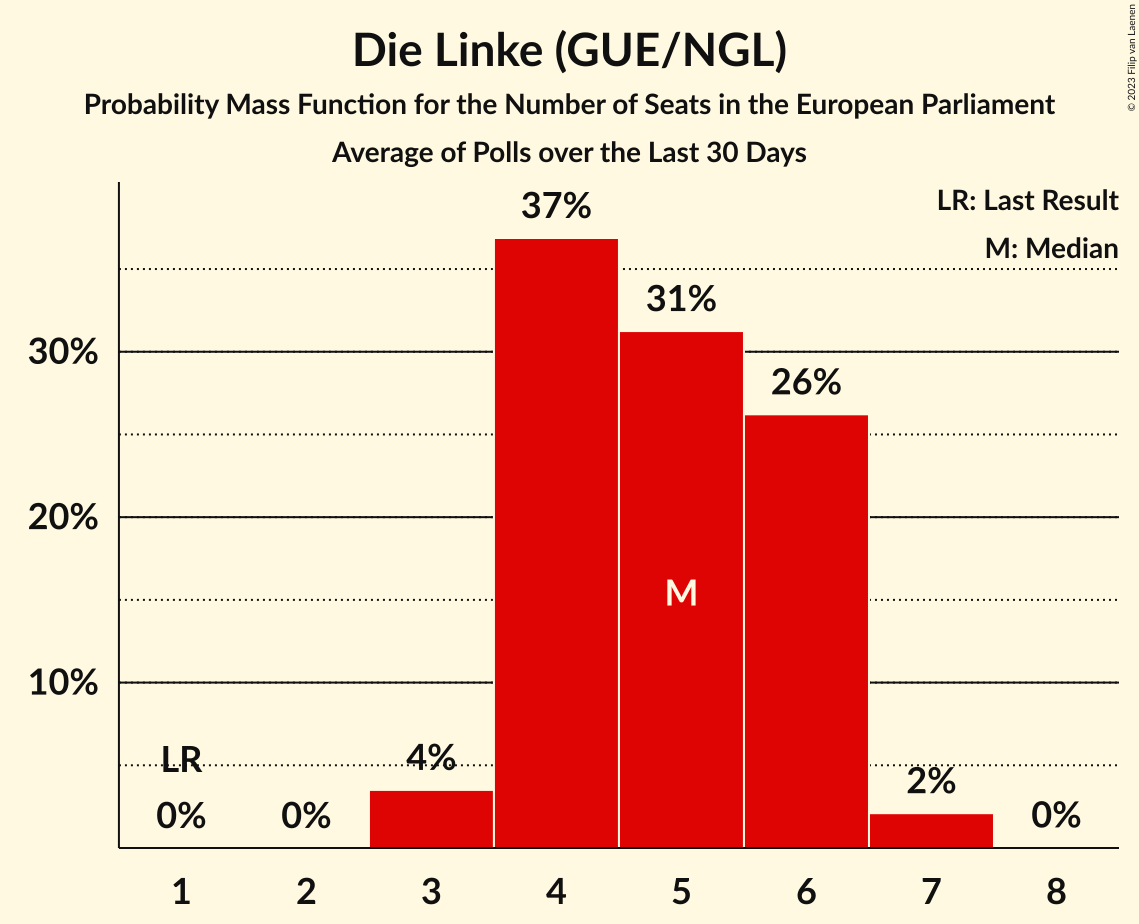 Die Linke (GUE/NGL)
Probability Mass Function for the Number of Seats in the European Parliament
Average of Polls over the Last 30 Days
© 2023 Filip van Laenen
LR: Last Result
M: Median
37%
31%
30%
26%
20%
M
10%
LR
4%
2%
0%
0%
0%
1 2 3 4 5 6 7 8